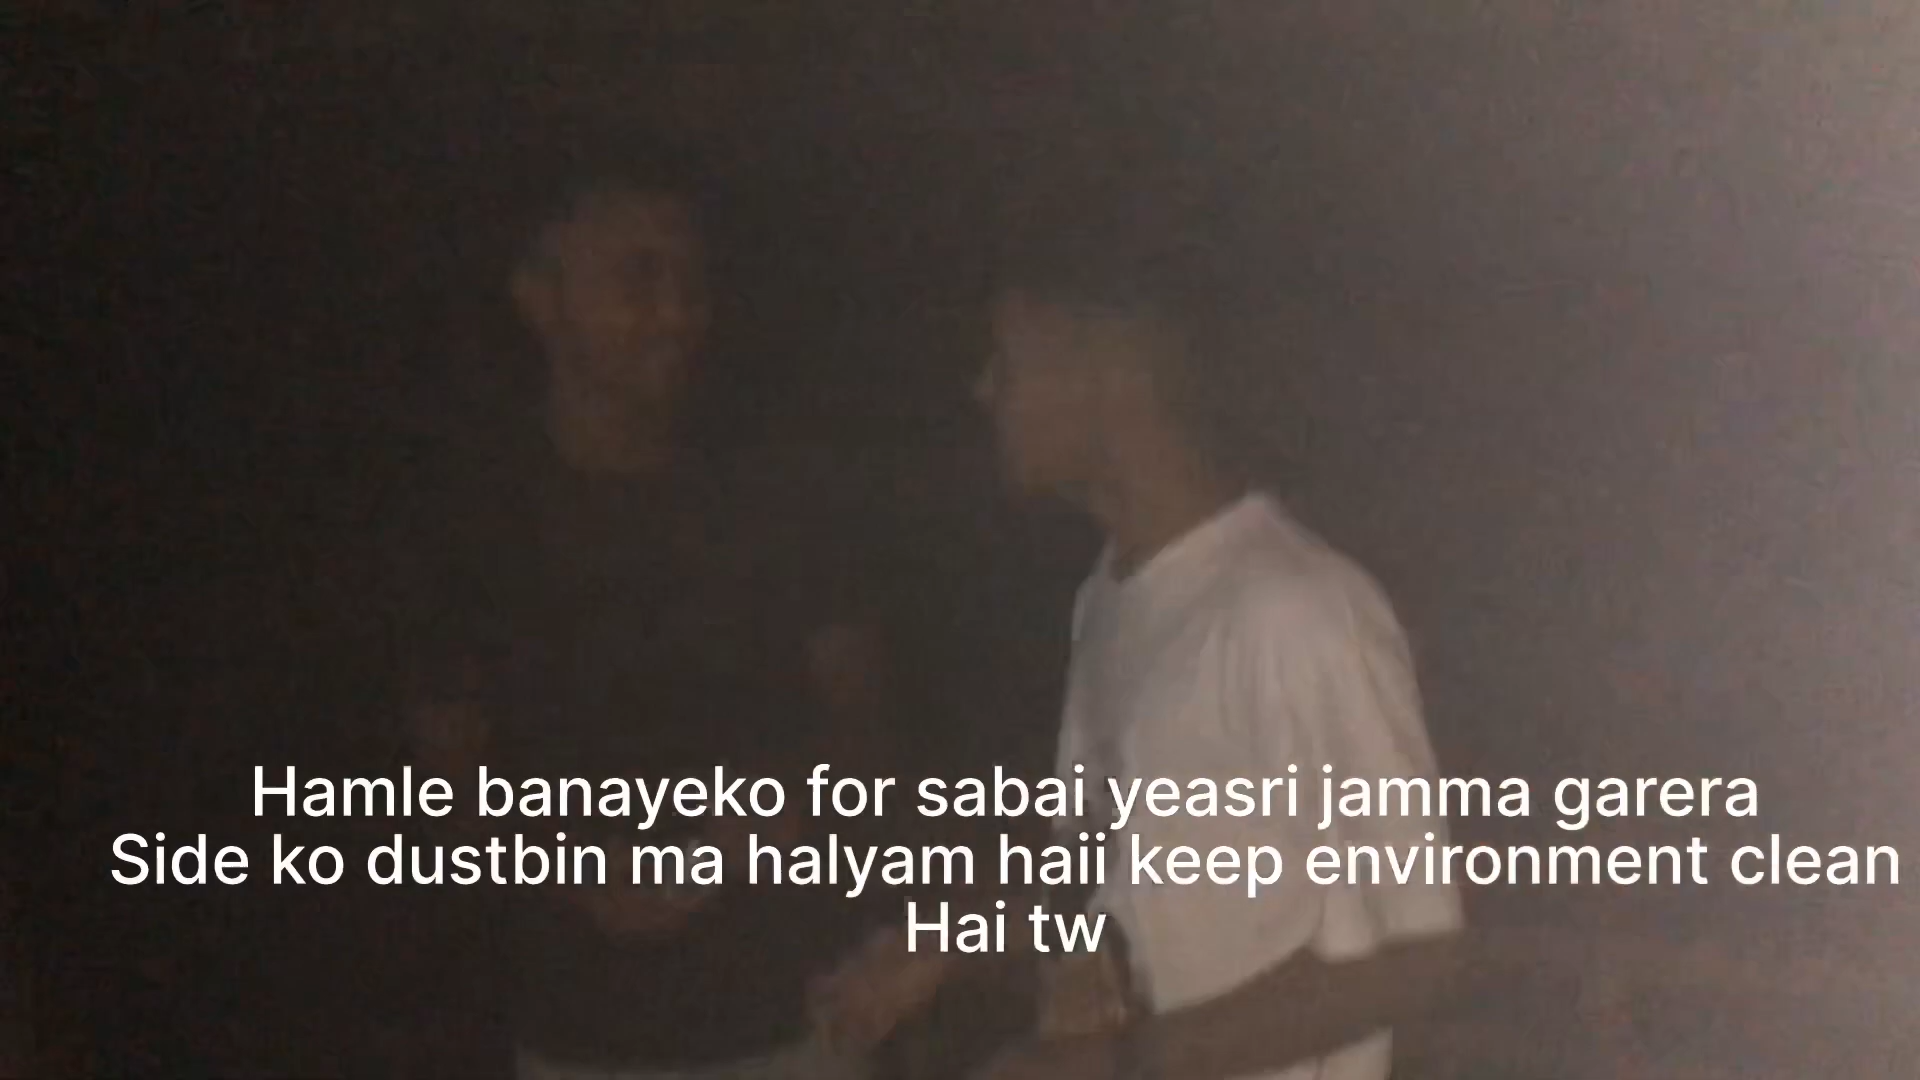 Hamle banayeko for sabai yeasri jamma garera
Side ko dustbin ma halyam haii keep environment clean
Hai tw